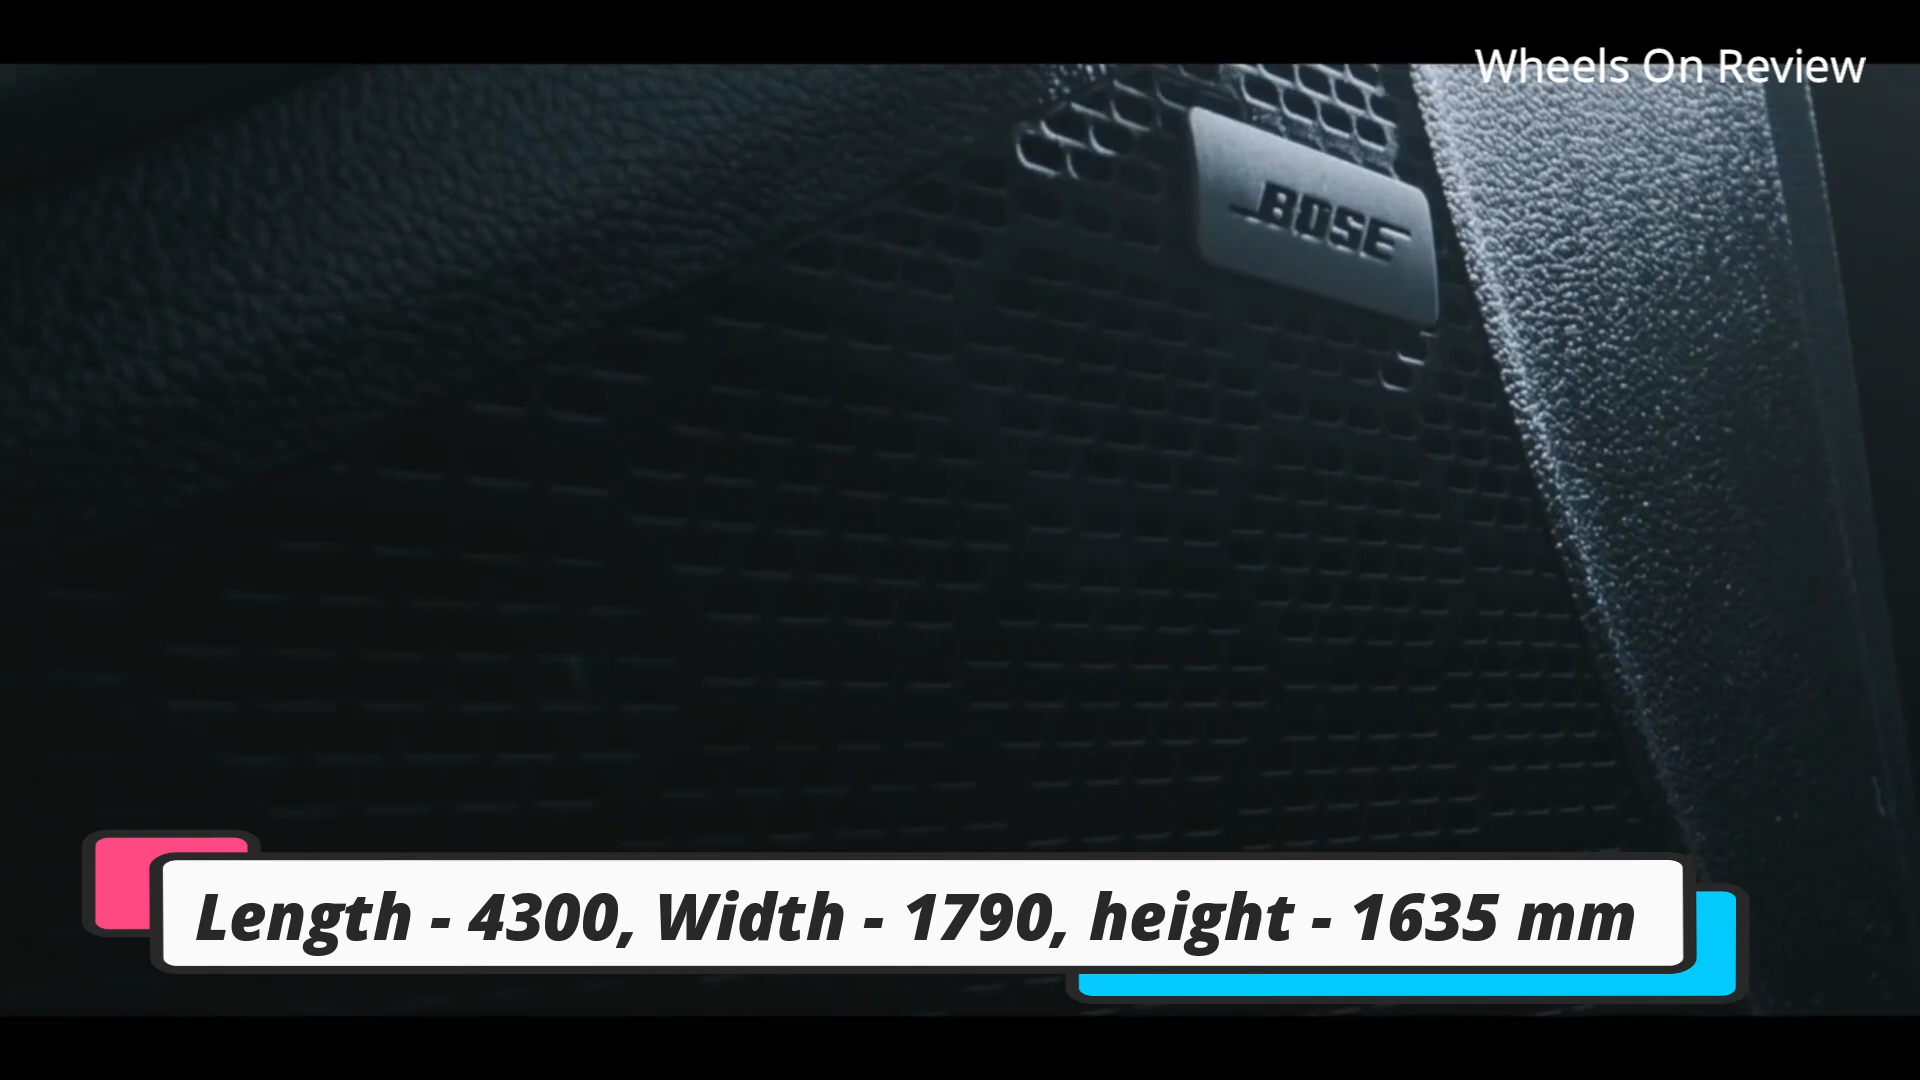 Wheels On Review
BOSE
Length - 4300, Width - 1790, height - 1635 mm